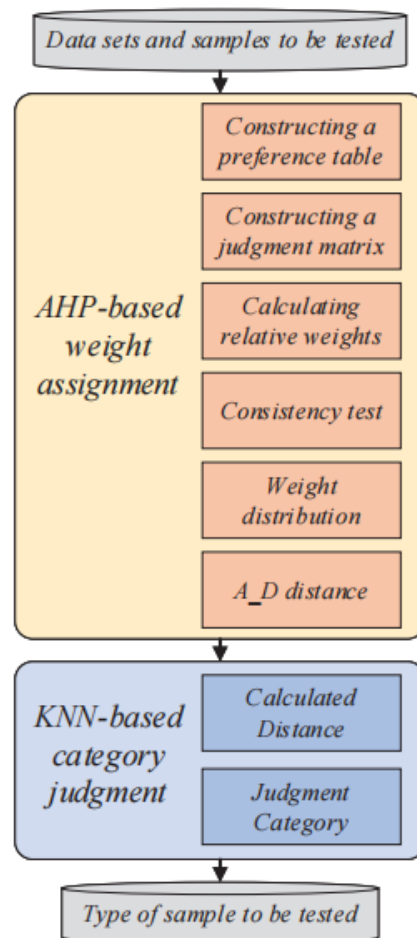 Data sets and samples to be tested
AHP-based
weight
assignment
Constructing a
preference table
Constructing a
judgment matrix
Calculating
relative weights
Consistency test
Weight
distribution
A_D distance
KNN-based
category
judgment
Calculated
Distance
Judgment
Category
Type of sample to be tested